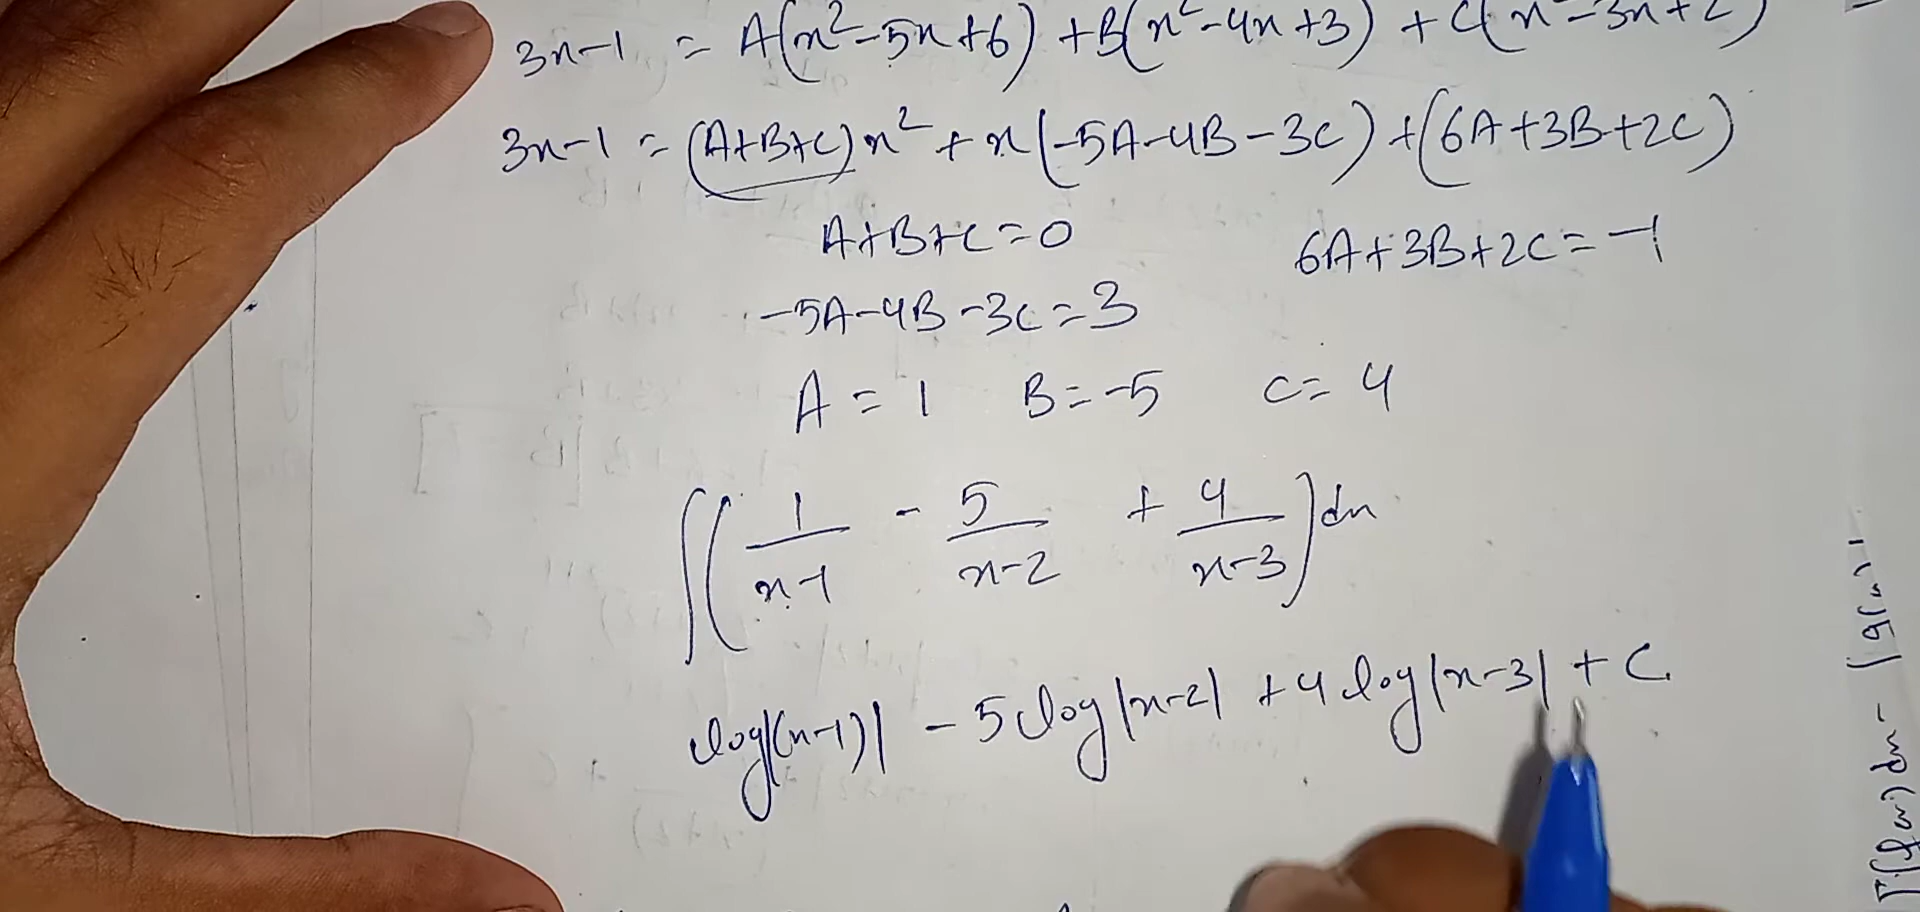 3x-1 = A(x²-5x+6) + B(x²-4x+3) + C(x²-3x+2)
3x-1 = (A+B+C)x² + x(-5A-4B-3C) + (6A+3B+2C)
A+B+C=0 6A+3B+2C=-1
-5A-4B-3C=3
A=1 B=-5 C=4
∫(1/(x-1) - 5/(x-2) + 4/(x-3))dx
log|(x-1)| - 5log|x-2| + 4log|x-3| + C